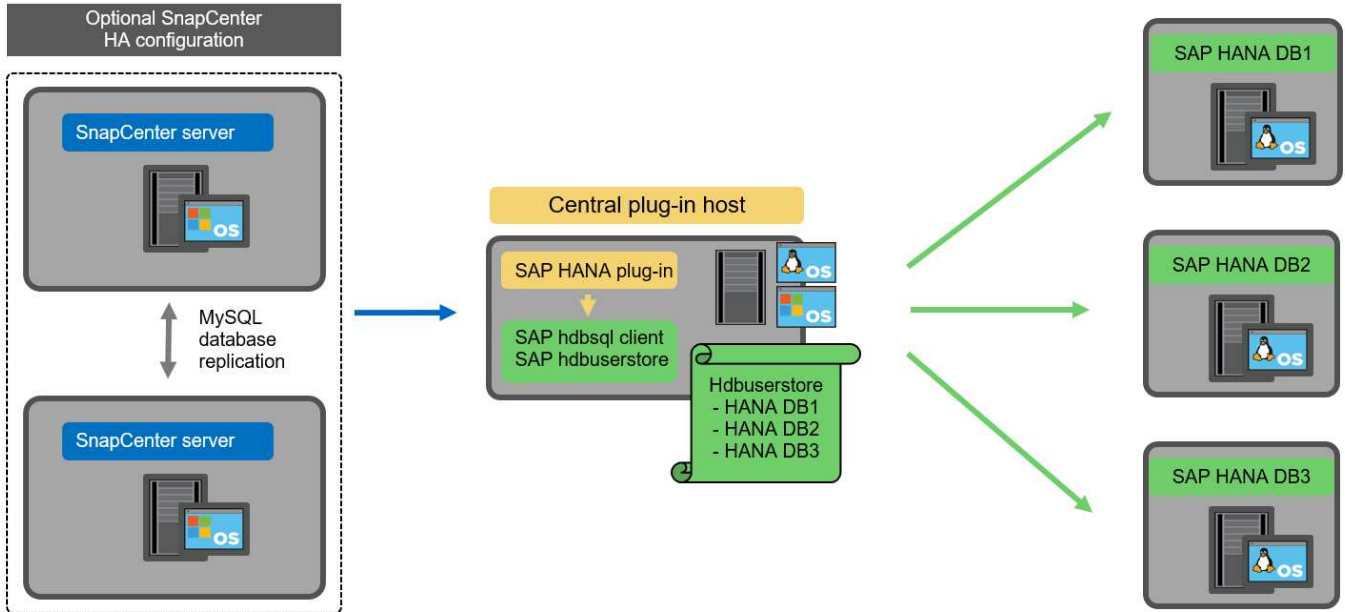 Optional SnapCenter
HA configuration
SnapCenter server
OS
MySQL
database
replication
SnapCenter server
OS
Central plug-in host
SAP HANA plug-in
OS
OS
SAP hdbsql client
SAP hdbuserstore
Hdbuserstore
- HANA DB1
- HANA DB2
- HANA DB3
SAP HANA DB1
OS
SAP HANA DB2
OS
SAP HANA DB3
OS